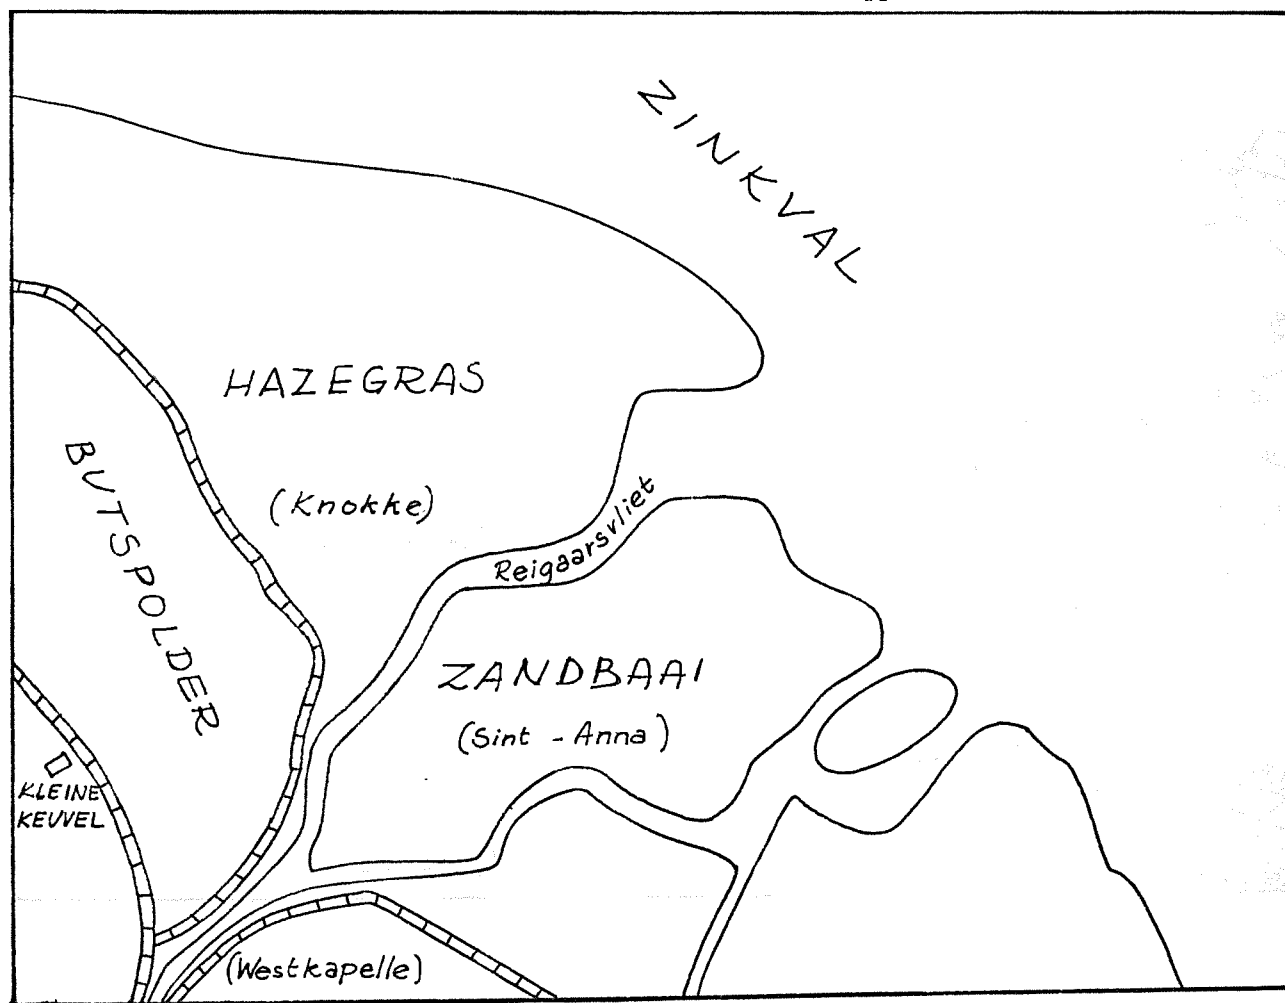 ZINKVAL
HAZEGRAS
(Knokke)
BUTSPOLDER
Reigaarsvliet
ZANDBAAI
(Sint - Anna)
KLEINE
KEUVEL
(Westkapelle)